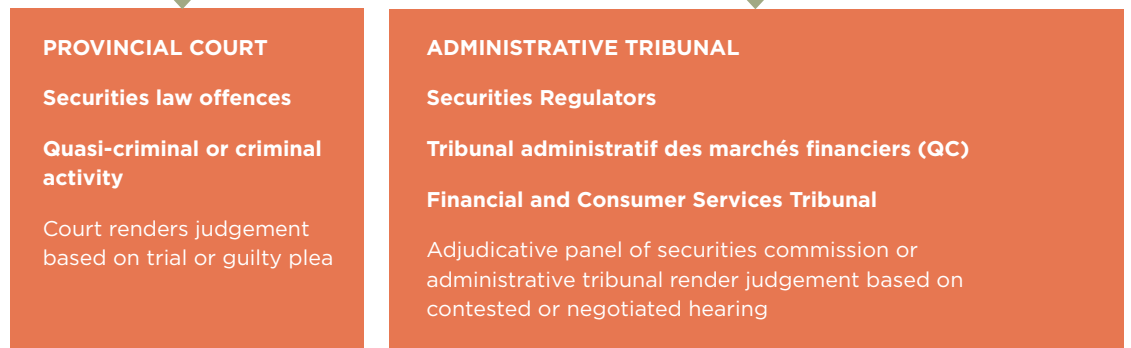 PROVINCIAL COURT
Securities law offences
Quasi-criminal or criminal
activity
Court renders judgement
based on trial or guilty plea
ADMINISTRATIVE TRIBUNAL
Securities Regulators
Tribunal administratif des marchés financiers (QC)
Financial and Consumer Services Tribunal
Adjudicative panel of securities commission or
administrative tribunal render judgement based on
contested or negotiated hearing